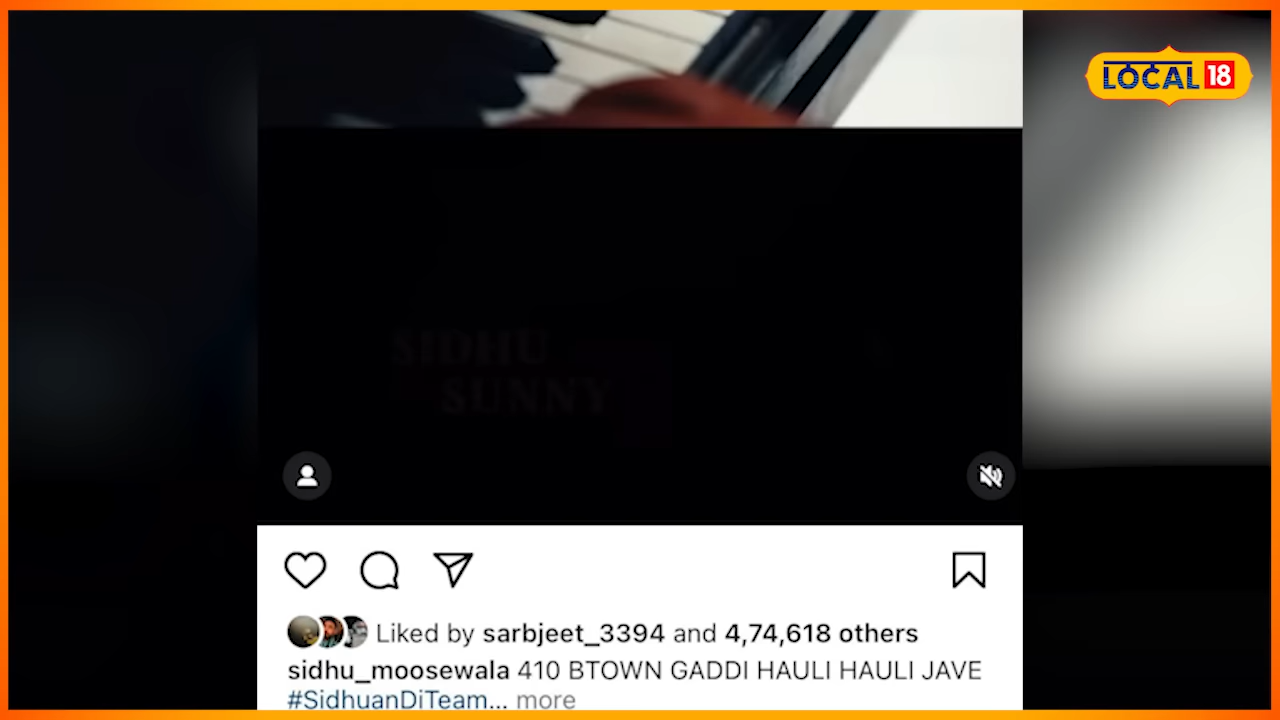 LOCAL 18
SIDHU
SUNNY
Liked by sarbjeet_3394 and 4,74,618 others
sidhu_moosewala 410 BTOWN GADDI HAULI HAULI JAVE
#SidhuanDiTeam... more